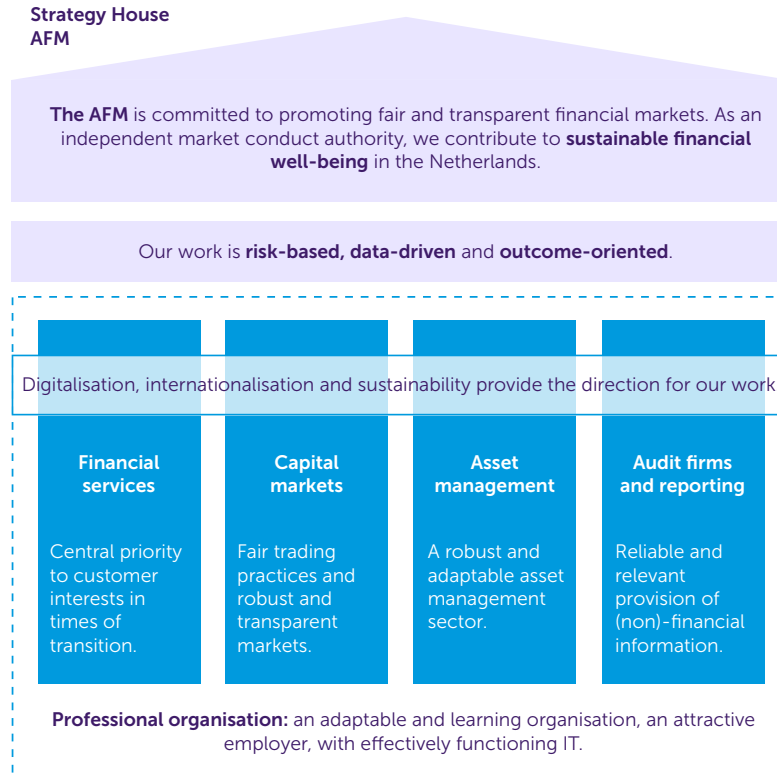 Strategy House
AFM
The AFM is committed to promoting fair and transparent financial markets. As an
independent market conduct authority, we contribute to sustainable financial
well-being in the Netherlands.
Our work is risk-based, data-driven and outcome-oriented.
Digitalisation, internationalisation and sustainability provide the direction for our work
Financial
services
Central priority
to customer
interests in
times of
transition.
Capital
markets
Fair trading
practices and
robust and
transparent
markets.
Asset
management
A robust and
adaptable asset
management
sector.
Audit firms
and reporting
Reliable and
relevant
provision of
(non)-financial
information.
Professional organisation: an adaptable and learning organisation, an attractive
employer, with effectively functioning IT.